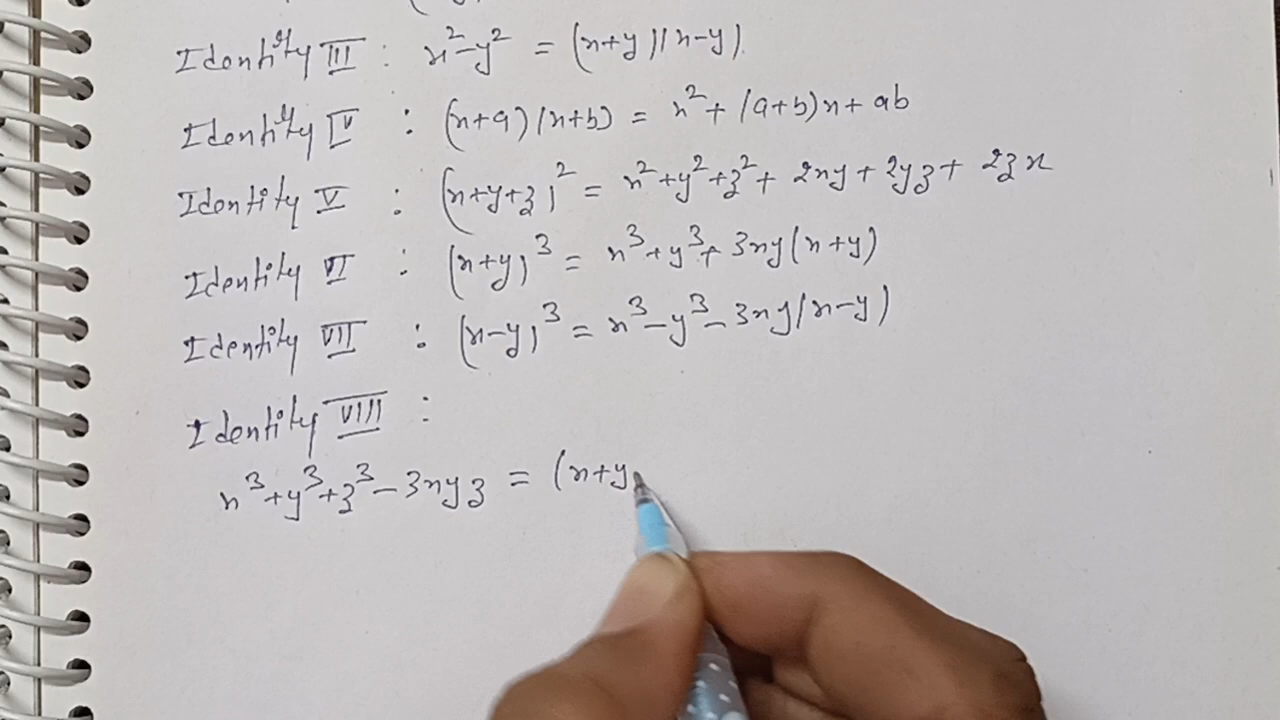 Identity III : x² - y² = (x+y)(x-y)
Identity IV : (x+a)(x+b) = x² + (a+b)x + ab
Identity V : (x+y+z)² = x² + y² + z² + 2xy + 2yz + 2zx
Identity VI : (x+y)³ = x³ + y³ + 3xy(x+y)
Identity VII : (x-y)³ = x³ - y³ - 3xy(x-y)
Identity VIII :
x³ + y³ + z³ - 3xyz = (x+y